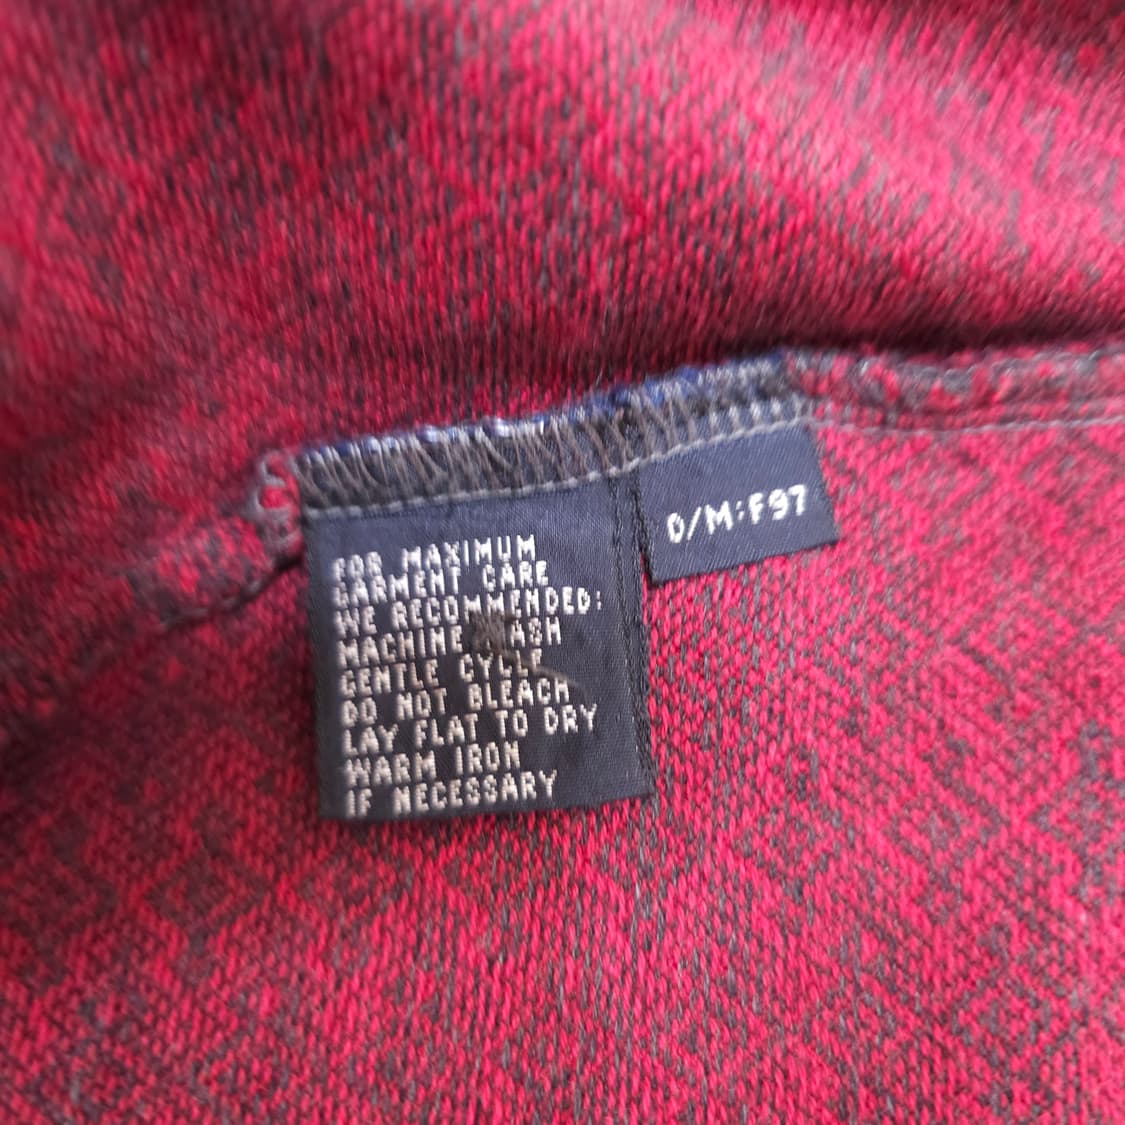 FOR MAXIMUM
GARMENT CARE
WE RECOMMENDED:
MACHINE WASH
GENTLE CYCLE
DO NOT BLEACH
LAY FLAT TO DRY
WARM IRON
IF NECESSARY
D/M:F97